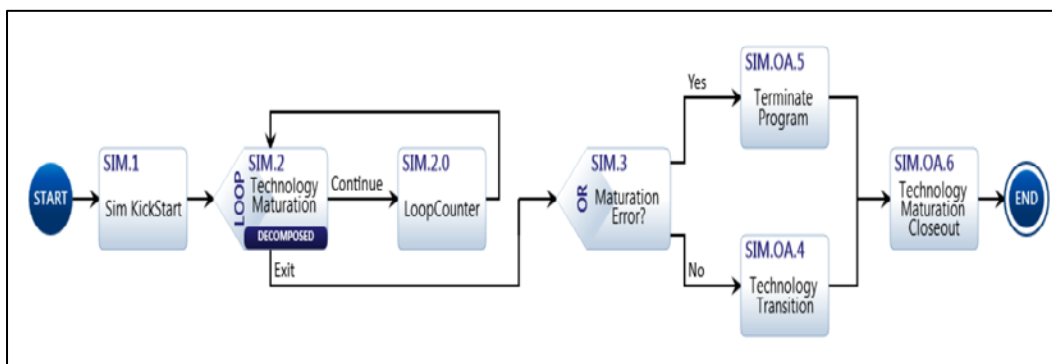 START
SIM.1
Sim KickStart
LOOP
SIM.2
Technology
Maturation
DECOMPOSED
Continue
Exit
SIM.2.0
LoopCounter
OR
SIM.3
Maturation
Error?
Yes
No
SIM.OA.5
Terminate
Program
SIM.OA.4
Technology
Transition
SIM.OA.6
Technology
Maturation
Closeout
END